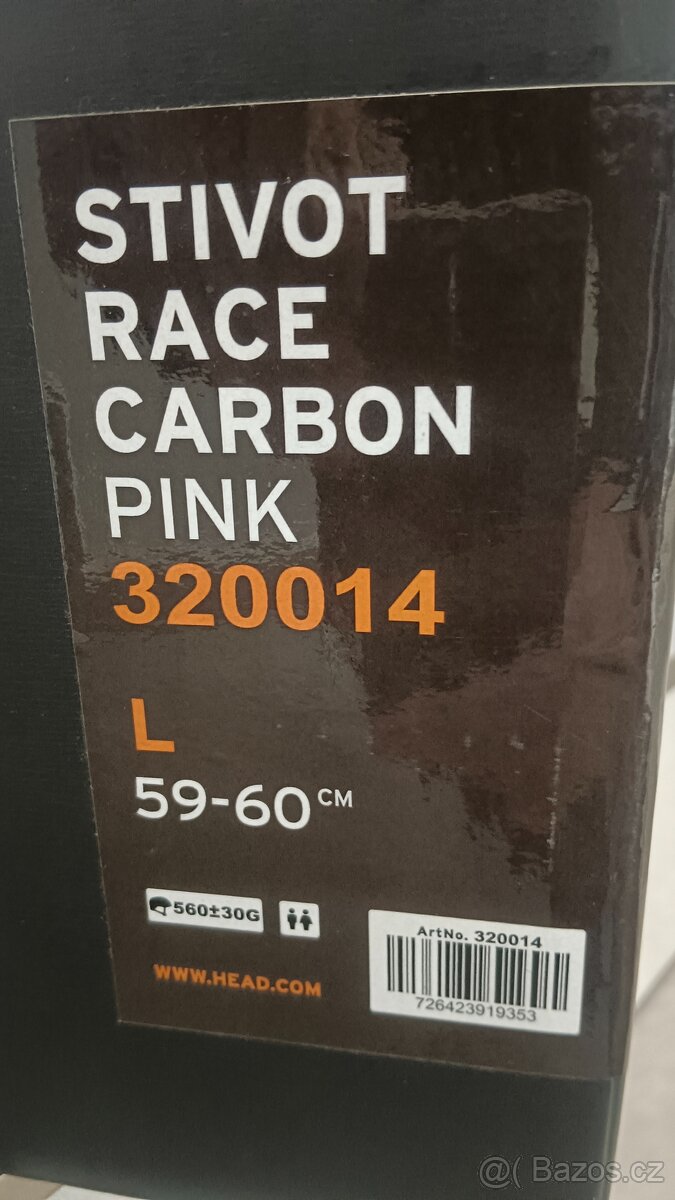 STIVOT
RACE
CARBON
PINK
320014
L
59-60 CM
560±30G
WWW.HEAD.COM
ArtNo. 320014
726423919353
@( Bazos.cz